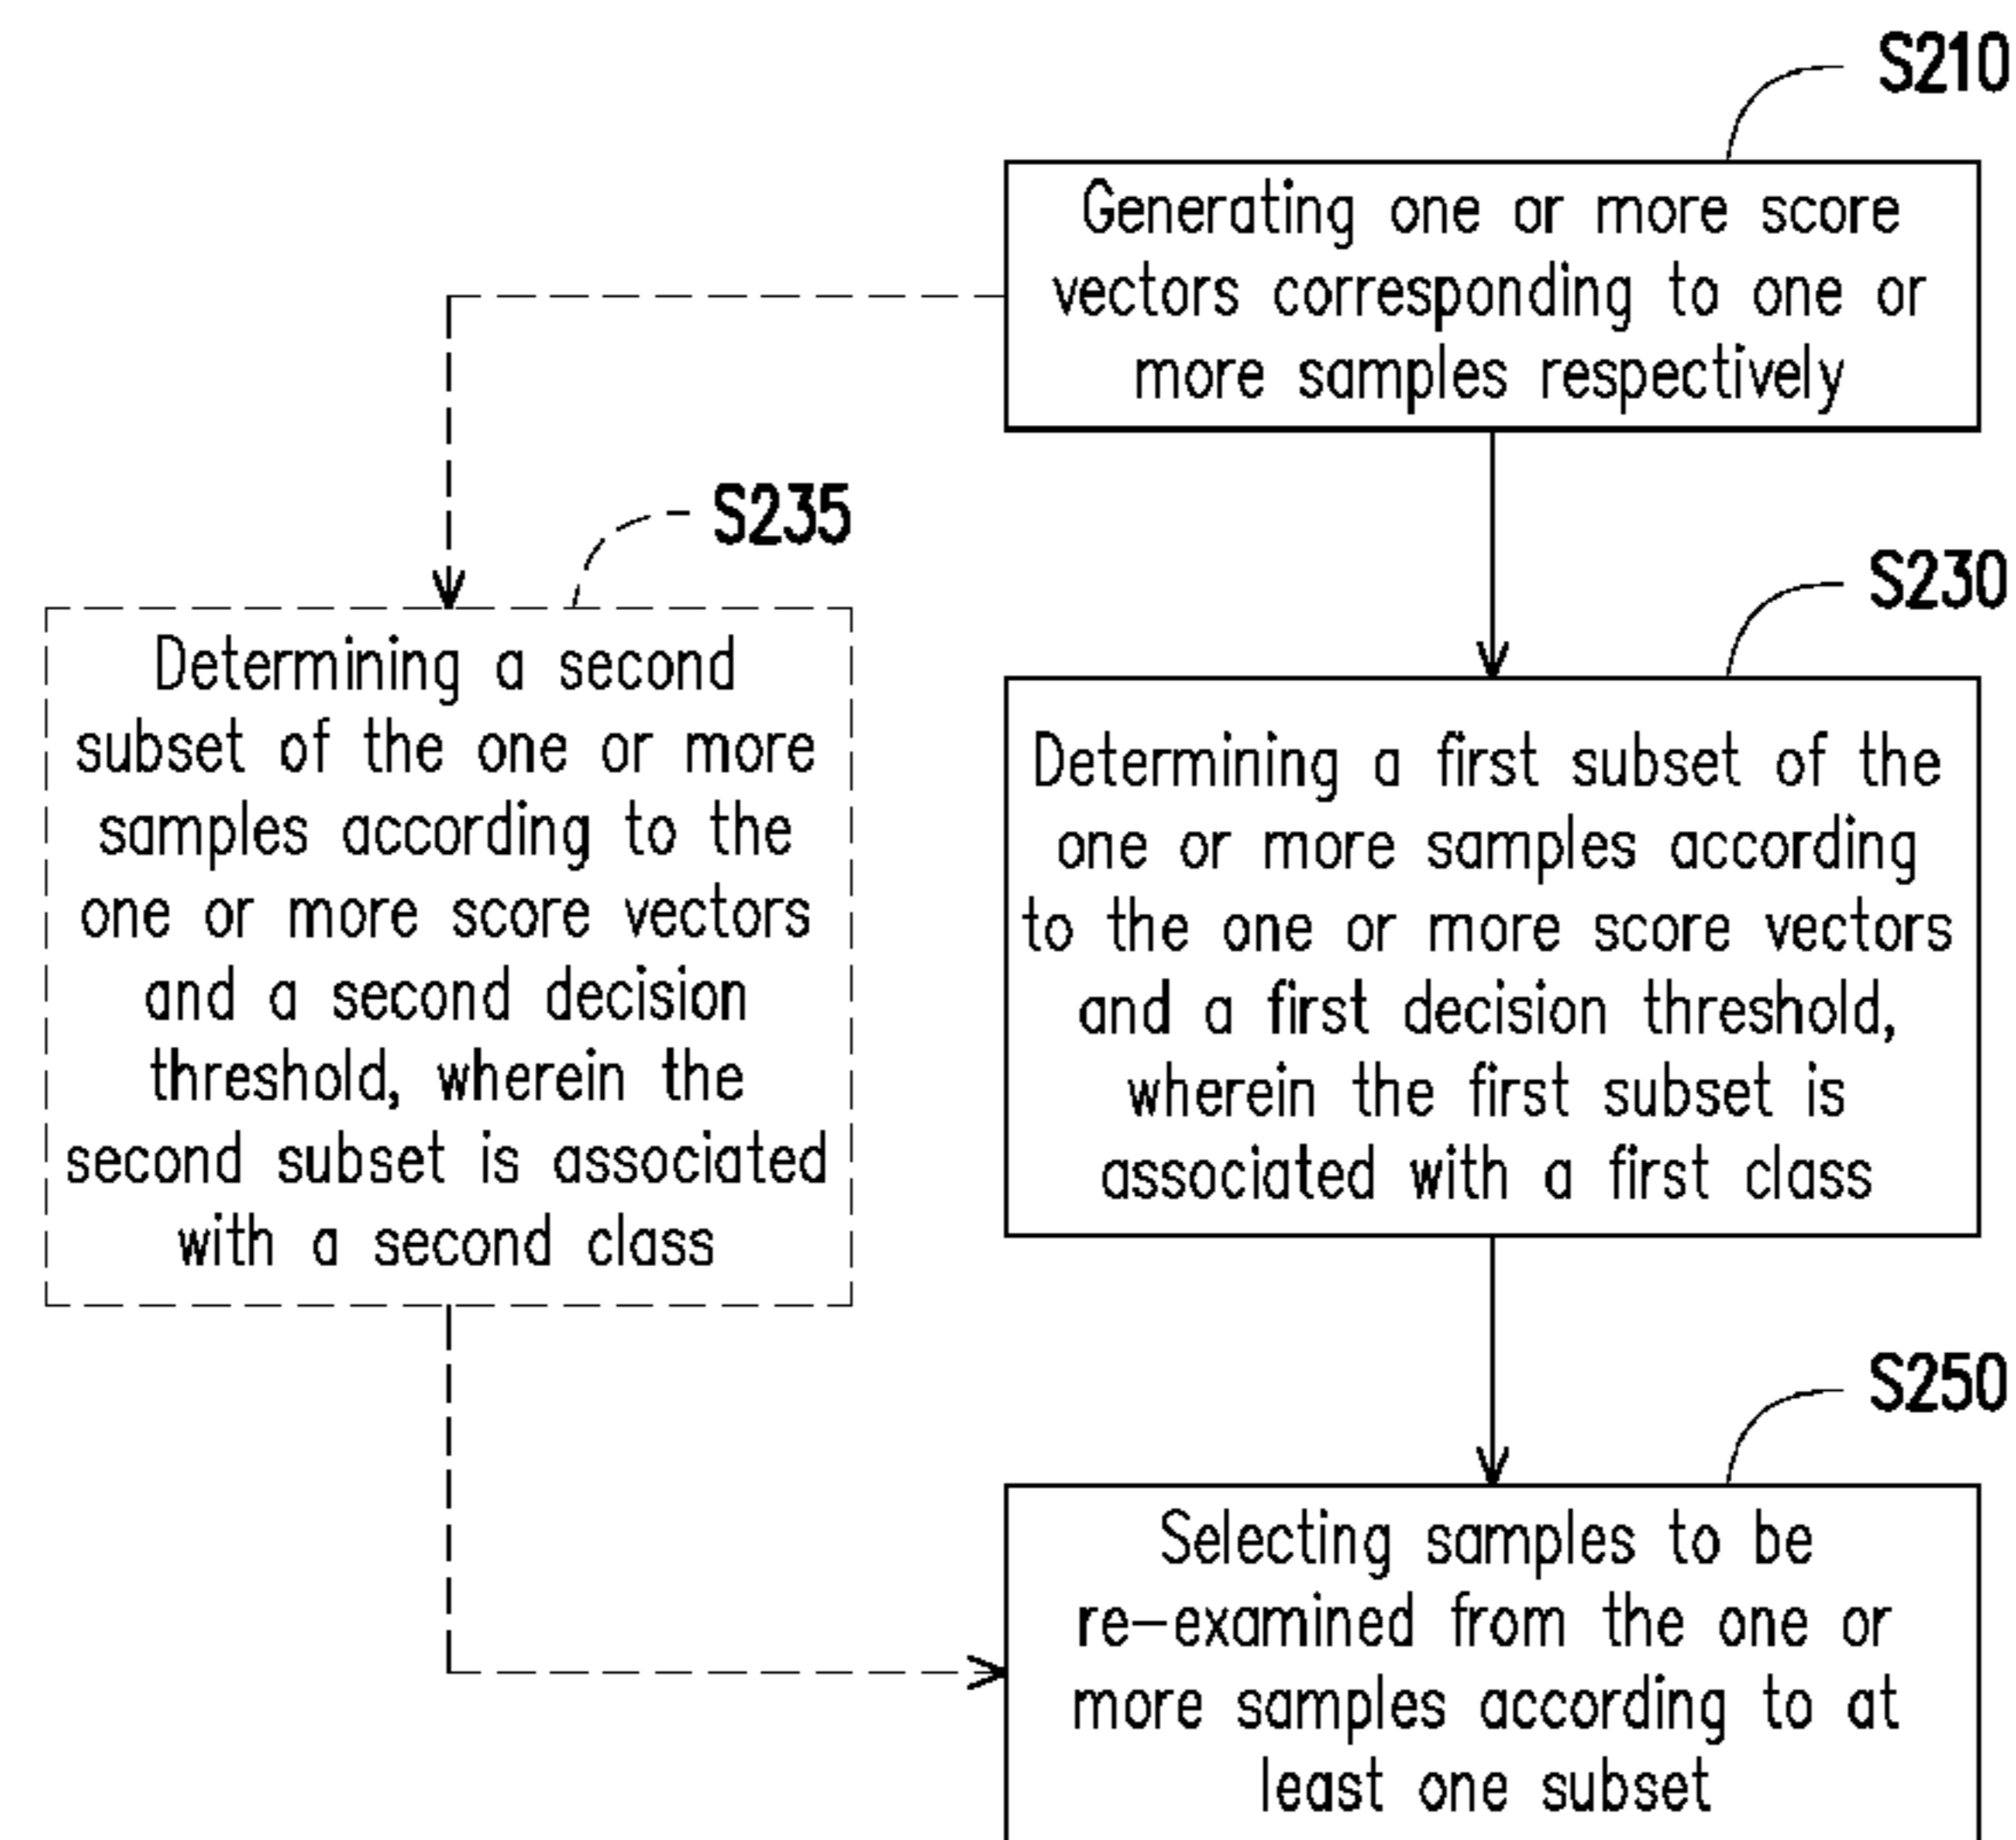 S210
Generating one or more score
vectors corresponding to one or
more samples respectively
S235
Determining a second
subset of the one or more
samples according to the
one or more score vectors
and a second decision
threshold, wherein the
second subset is associated
with a second class
S230
Determining a first subset of the
one or more samples according
to the one or more score vectors
and a first decision threshold,
wherein the first subset is
associated with a first class
S250
Selecting samples to be
re-examined from the one or
more samples according to at
least one subset